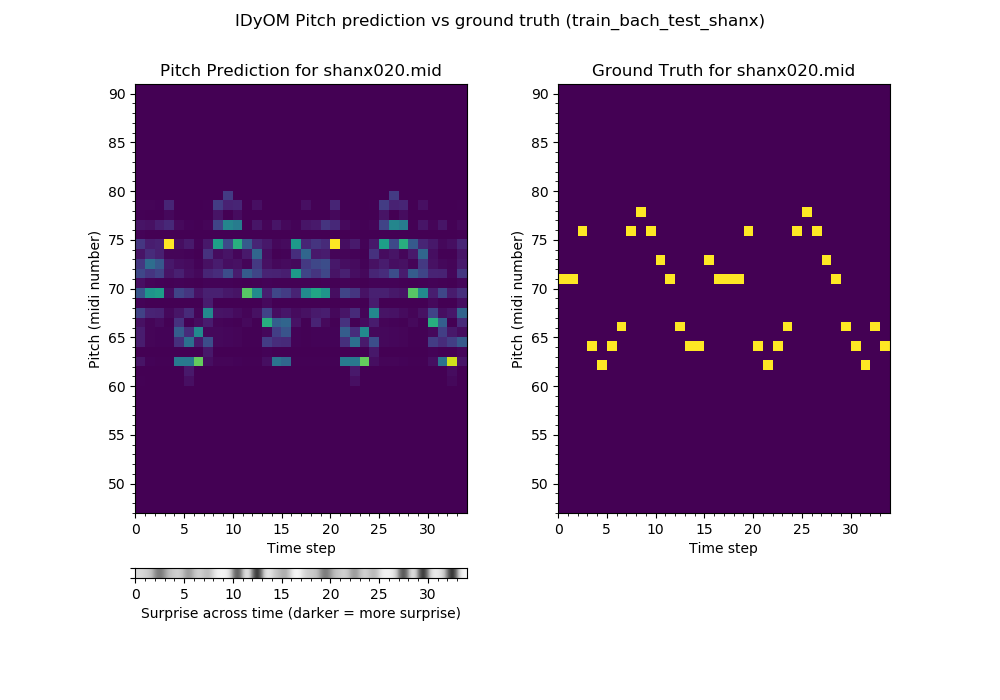 IDyOM Pitch prediction vs ground truth (train_bach_test_shanx)
Pitch Prediction for shanx020.mid
Ground Truth for shanx020.mid
90
85
80
75
70
65
60
55
50
Pitch (midi number)
0 5 10 15 20 25 30
Time step
90
85
80
75
70
65
60
55
50
Pitch (midi number)
0 5 10 15 20 25 30
Time step
0 5 10 15 20 25 30
Surprise across time (darker = more surprise)